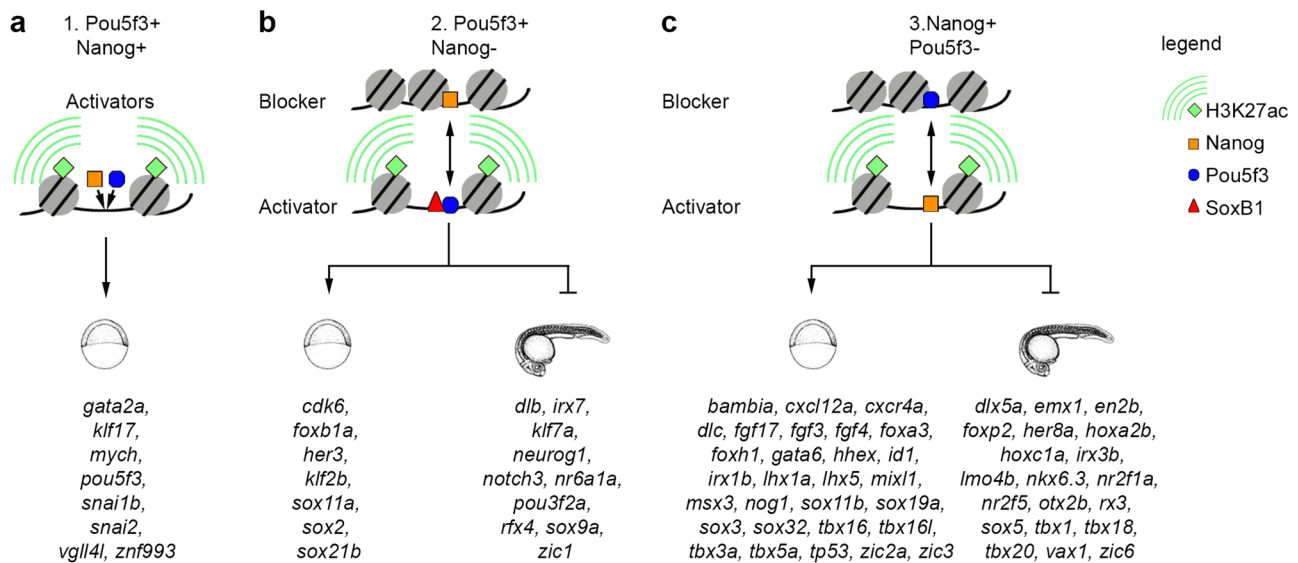 a
1. Pou5f3+
Nanog+
Activators
gata2a,
klf17,
mych,
pou5f3,
snai1b,
snai2,
vgll4l, znf993
b
2. Pou5f3+
Nanog-
Blocker
Activator
cdk6,
foxb1a,
her3,
klf2b,
sox11a,
sox2,
sox21b
dlb, irx7,
klf7a,
neurog1,
notch3, nr6a1a,
pou3f2a,
rfx4, sox9a,
zic1
c
3.Nanog+
Pou5f3-
Blocker
Activator
bambia, cxcl12a, cxcr4a,
dlc, fgf17, fgf3, fgf4, foxa3,
foxh1, gata6, hhex, id1,
irx1b, lhx1a, lhx5, mixl1,
msx3, nog1, sox11b, sox19a,
sox3, sox32, tbx16, tbx16l,
tbx3a, tbx5a, tp53, zic2a, zic3
dlx5a, emx1, en2b,
foxp2, her8a, hoxa2b,
hoxc1a, irx3b,
lmo4b, nkx6.3, nr2f1a,
nr2f5, otx2b, rx3,
sox5, tbx1, tbx18,
tbx20, vax1, zic6
legend
H3K27ac
Nanog
Pou5f3
SoxB1